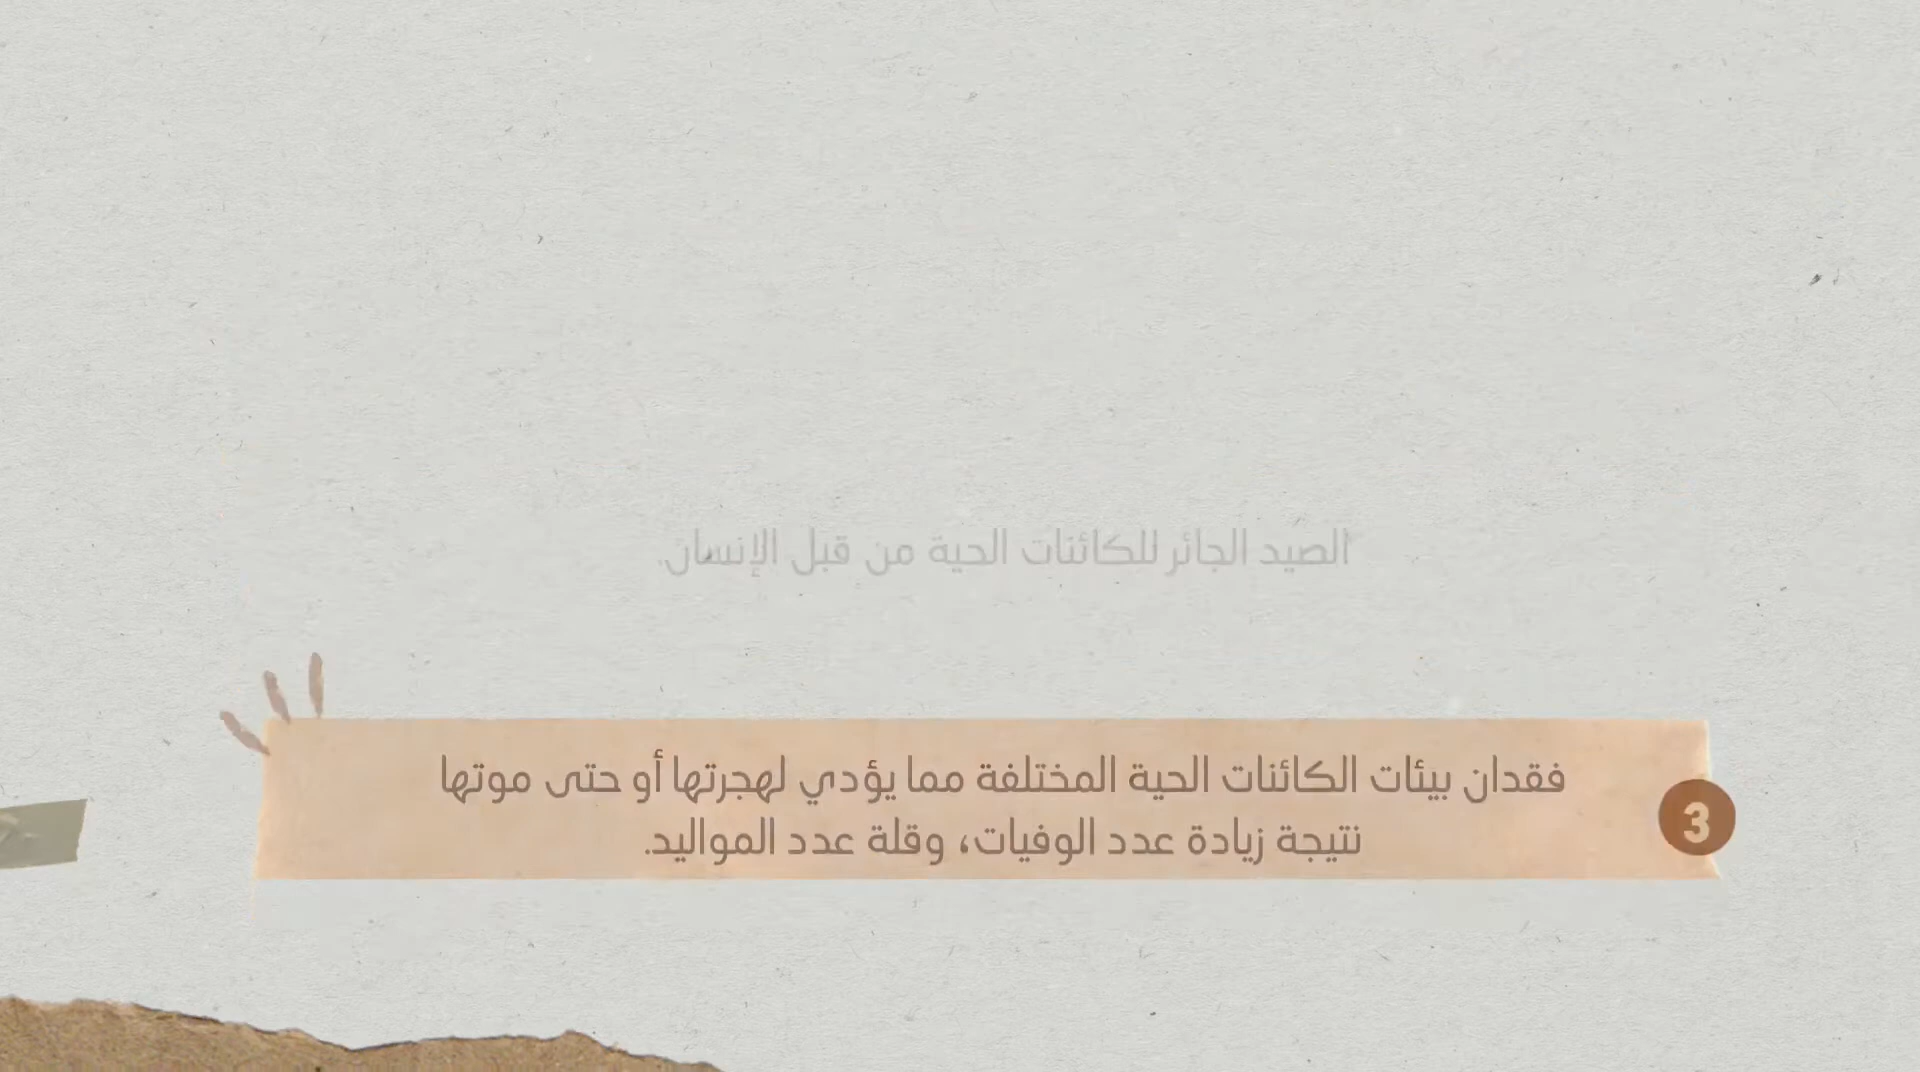 الصيد الجائر للكائنات الحية من قبل الإنسان.
3
فقدان بيئات الكائنات الحية المختلفة مما يؤدي لهجرتها أو حتى موتها
نتيجة زيادة عدد الوفيات، وقلة عدد المواليد.